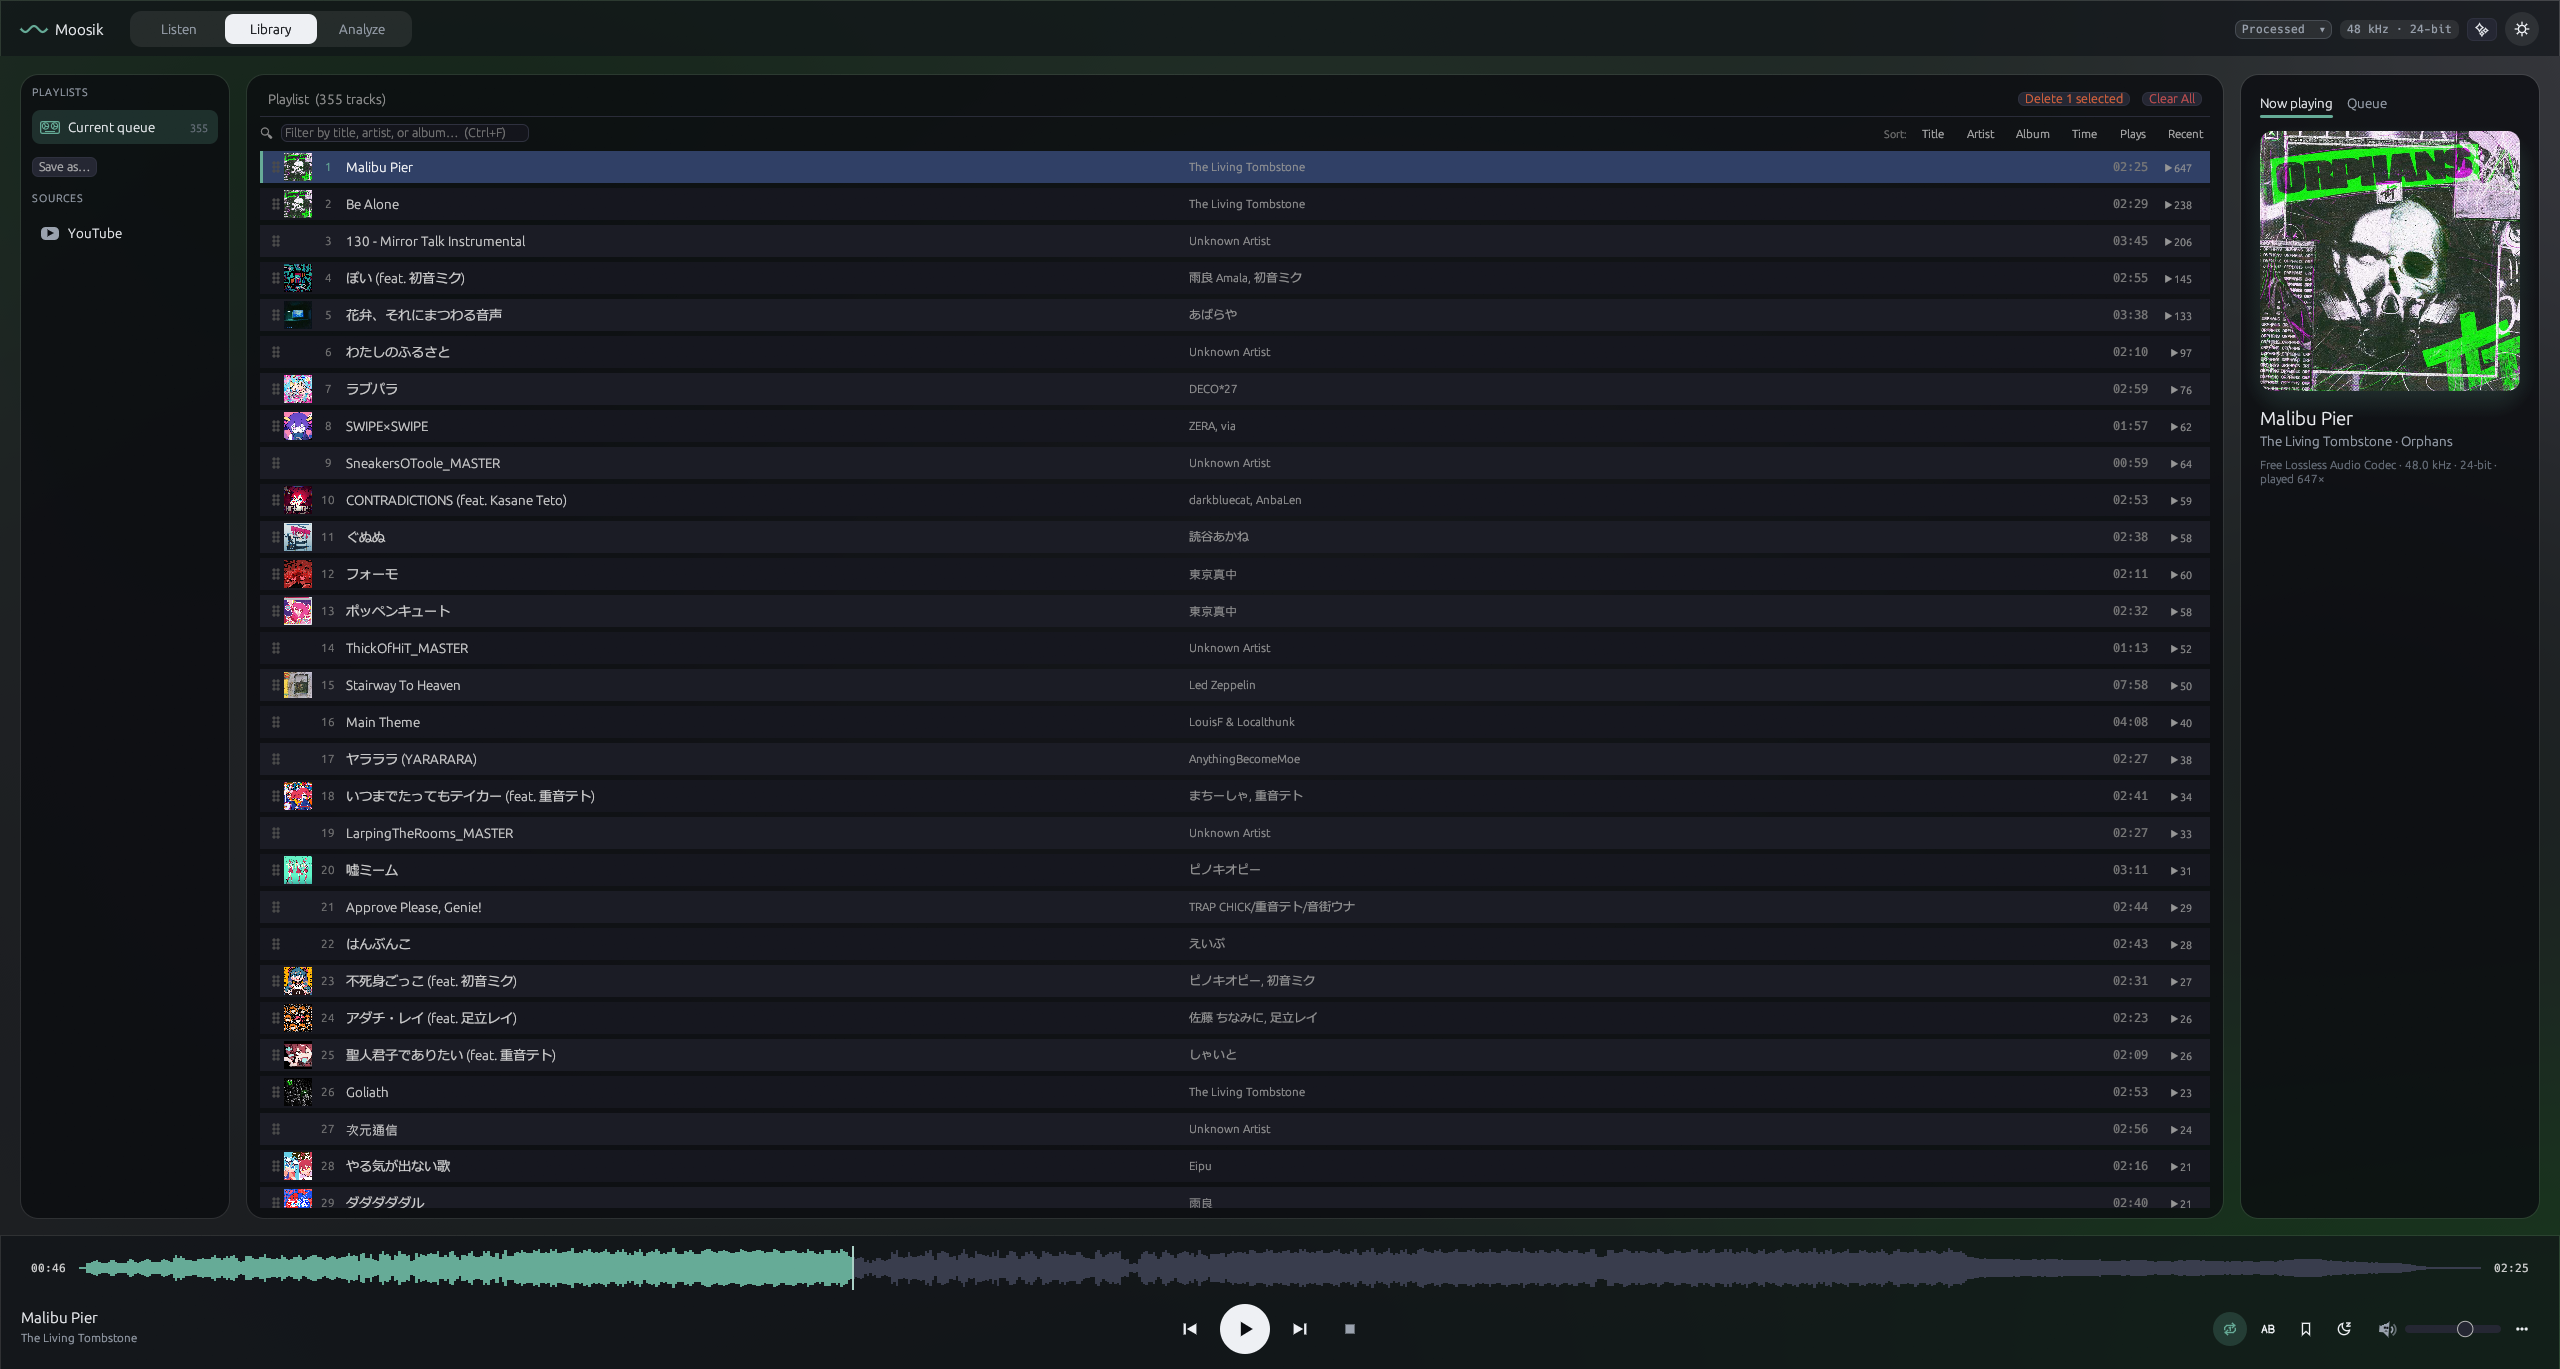 Moosik
Listen Library Analyze
Processed 48 kHz · 24-bit
PLAYLISTS
Current queue 355
Save as...
SOURCES
YouTube
Playlist (355 tracks)
Delete 1 selected Clear All
Filter by title, artist, or album... (Ctrl+F)
Sort: Title Artist Album Time Plays Recent
1 Malibu Pier The Living Tombstone 02:25 ▶647
2 Be Alone The Living Tombstone 02:29 ▶238
3 130 - Mirror Talk Instrumental Unknown Artist 03:45 ▶206
4 ぽい (feat. 初音ミク) 雨良 Amala, 初音ミク 02:55 ▶145
5 花弁、それにまつわる音声 あばらや 03:38 ▶133
6 わたしのふるさと Unknown Artist 02:10 ▶97
7 ラブパラ DECO*27 02:59 ▶76
8 SWIPE×SWIPE ZERA, via 01:57 ▶62
9 SneakersOToole_MASTER Unknown Artist 00:59 ▶64
10 CONTRADICTIONS (feat. Kasane Teto) darkbluecat, AnbaLen 02:53 ▶59
11 ぐぬぬ 読谷あかね 02:38 ▶58
12 フォーモ 東京真中 02:11 ▶60
13 ポッペンキュート 東京真中 02:32 ▶58
14 ThickOfHiT_MASTER Unknown Artist 01:13 ▶52
15 Stairway To Heaven Led Zeppelin 07:58 ▶50
16 Main Theme LouisF & Localthunk 04:08 ▶40
17 ヤラララ (YARARARA) AnythingBecomeMoe 02:27 ▶38
18 いつまでたってもテイカー (feat. 重音テト) まちーしゃ, 重音テト 02:41 ▶34
19 LarpingTheRooms_MASTER Unknown Artist 02:27 ▶33
20 嘘ミーム ピノキオピー 03:11 ▶31
21 Approve Please, Genie! TRAP CHICK/重音テト/音街ウナ 02:44 ▶29
22 はんぶんこ えいぷ 02:43 ▶28
23 不死身ごっこ (feat. 初音ミク) ピノキオピー, 初音ミク 02:31 ▶27
24 アダチ・レイ (feat. 足立レイ) 佐藤 ちなみに, 足立レイ 02:23 ▶26
25 聖人君子でありたい (feat. 重音テト) しゃいと 02:09 ▶26
26 Goliath The Living Tombstone 02:53 ▶23
27 次元通信 Unknown Artist 02:56 ▶24
28 やる気が出ない歌 Eipu 02:16 ▶21
29 ダダダダダル 雨良 02:40 ▶21
Now playing Queue
ORPHANS
Malibu Pier
The Living Tombstone · Orphans
Free Lossless Audio Codec · 48.0 kHz · 24-bit ·
played 647×
00:46 02:25
Malibu Pier
The Living Tombstone
AB